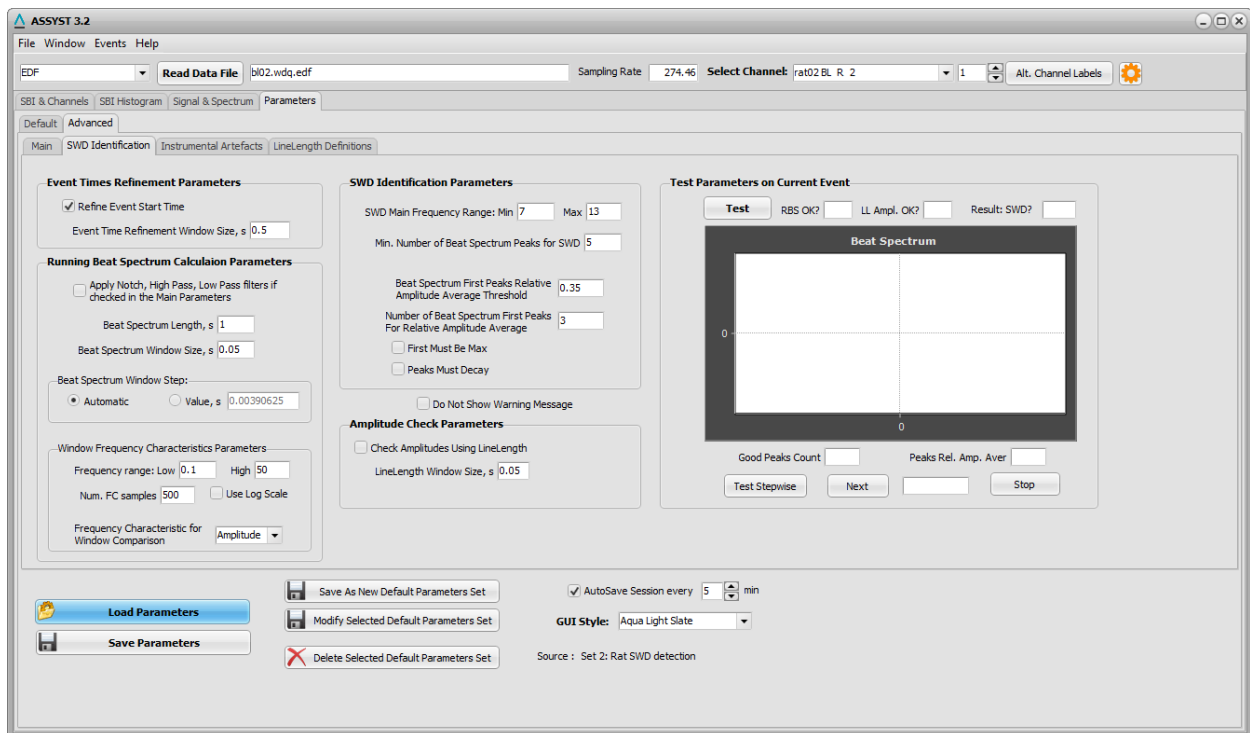 ASSYST 3.2
File Window Events Help
EDF Read Data File bl02.wdq.edf Sampling Rate 274.46 Select Channel: rat02 BL R 2 1 Alt. Channel Labels
SBI & Channels SBI Histogram Signal & Spectrum Parameters
Default Advanced
Main SWD Identification Instrumental Artefacts LineLength Definitions
Event Times Refinement Parameters
Refine Event Start Time
Event Time Refinement Window Size, s 0.5
Running Beat Spectrum Calculaion Parameters
Apply Notch, High Pass, Low Pass filters if
checked in the Main Parameters
Beat Spectrum Length, s 1
Beat Spectrum Window Size, s 0.05
Beat Spectrum Window Step:
Automatic Value, s 0.00390625
Window Frequency Characteristics Parameters
Frequency range: Low 0.1 High 50
Num. FC samples 500 Use Log Scale
Frequency Characteristic for
Window Comparison Amplitude
SWD Identification Parameters
SWD Main Frequency Range: Min 7 Max 13
Min. Number of Beat Spectrum Peaks for SWD 5
Beat Spectrum First Peaks Relative
Amplitude Average Threshold 0.35
Number of Beat Spectrum First Peaks
For Relative Amplitude Average 3
First Must Be Max
Peaks Must Decay
Do Not Show Warning Message
Amplitude Check Parameters
Check Amplitudes Using LineLength
LineLength Window Size, s 0.05
Test Parameters on Current Event
Test RBS OK? LL Ampl. OK? Result: SWD?
Beat Spectrum
0
0
Good Peaks Count Peaks Rel. Amp. Aver
Test Stepwise Next Stop
Load Parameters
Save Parameters
Save As New Default Parameters Set
Modify Selected Default Parameters Set
Delete Selected Default Parameters Set
AutoSave Session every 5 min
GUI Style: Aqua Light Slate
Source : Set 2: Rat SWD detection